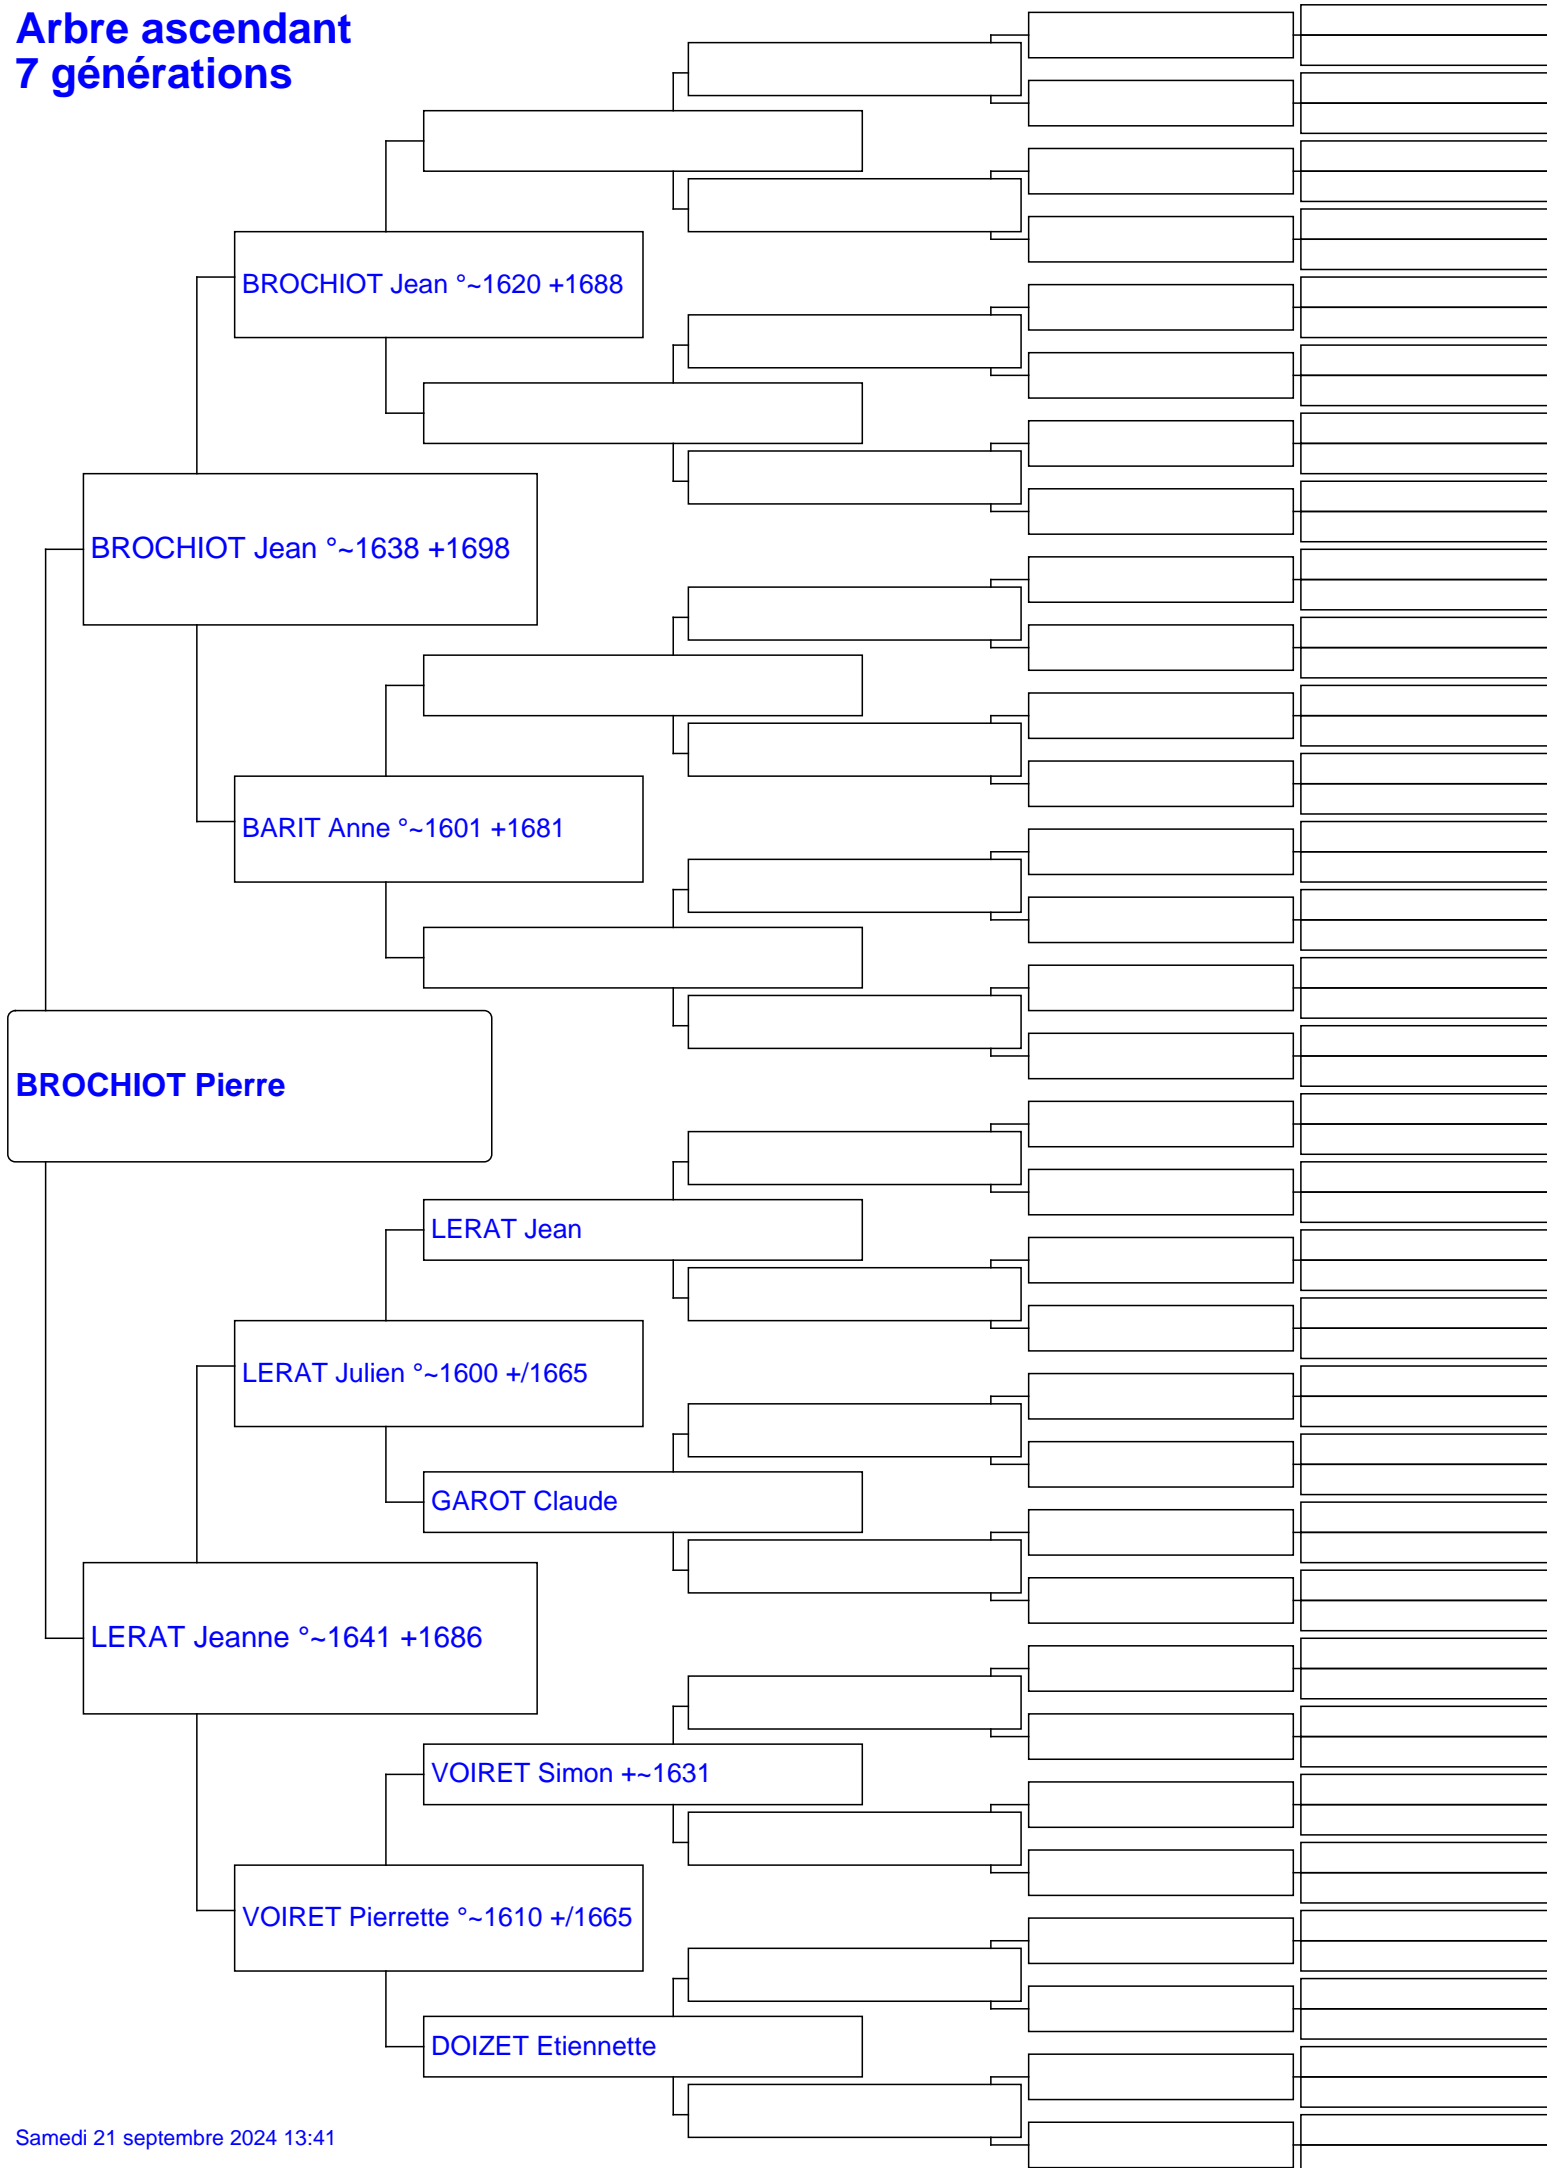 Arbre ascendant
7 générations
BROCHIOT Jean °~1620 +1688
BROCHIOT Jean °~1638 +1698
BARIT Anne °~1601 +1681
BROCHIOT Pierre
LERAT Jean
LERAT Julien °~1600 +/1665
GAROT Claude
LERAT Jeanne °~1641 +1686
VOIRET Simon +~1631
VOIRET Pierrette °~1610 +/1665
DOIZET Etiennette
Samedi 21 septembre 2024 13:41